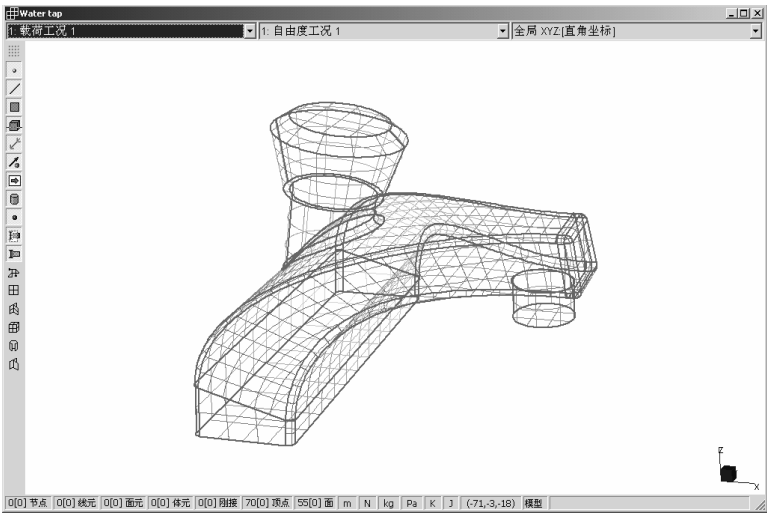 Water tap
1: 载荷工况 1 1: 自由度工况 1 全局 XYZ:[直角坐标]
Z
X
0[0] 节点 0[0] 线元 0[0] 面元 0[0] 体元 0[0] 刚接 70[0] 顶点 55[0] 面 m N kg Pa K J (-71,-3,-18) 模型